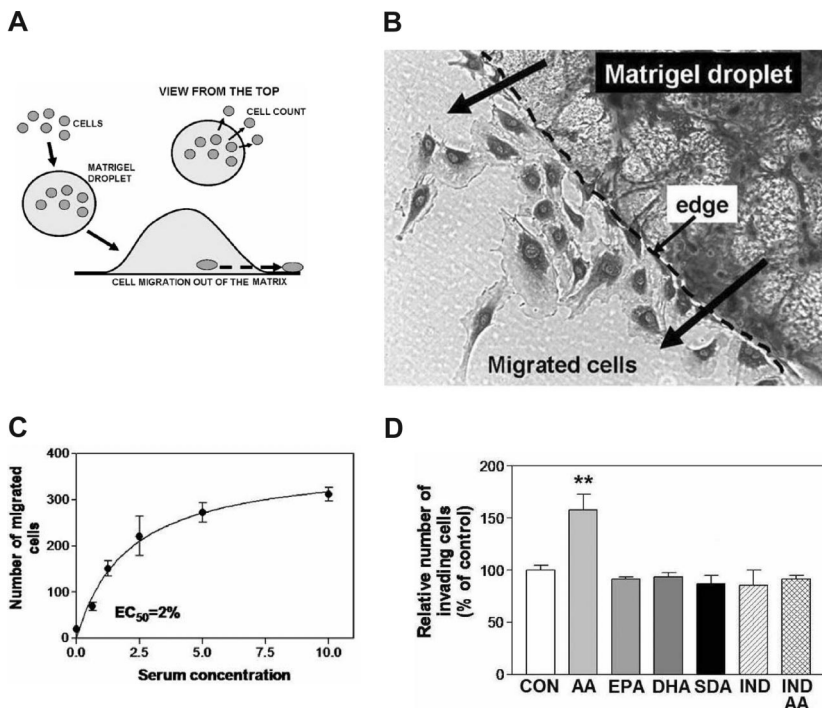 A
VIEW FROM THE TOP
CELL COUNT
CELLS
MATRIGEL
DROPLET
CELL MIGRATION OUT OF THE MATRIX
B
Matrigel droplet
edge
Migrated cells
C
Number of migrated
cells
400
300
200
100
0
EC50=2%
0.0 2.5 5.0 7.5 10.0
Serum concentration
D
Relative number of
invading cells
(% of control)
200
150
100
50
0
**
CON AA EPA DHA SDA IND IND
AA